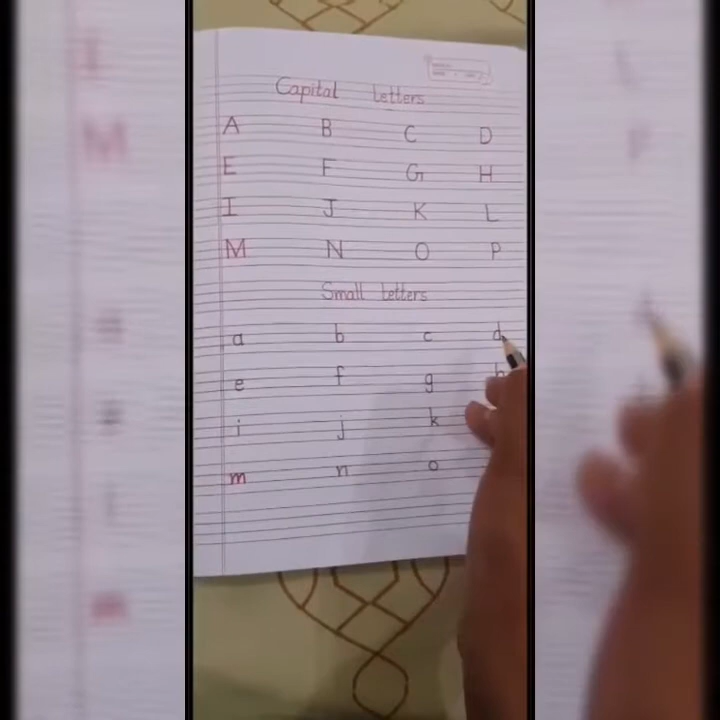 Capital Letters
A B C D
E F G H
I J K L
M N O P
Small Letters
a b c d
e f g h
i j k
m n o